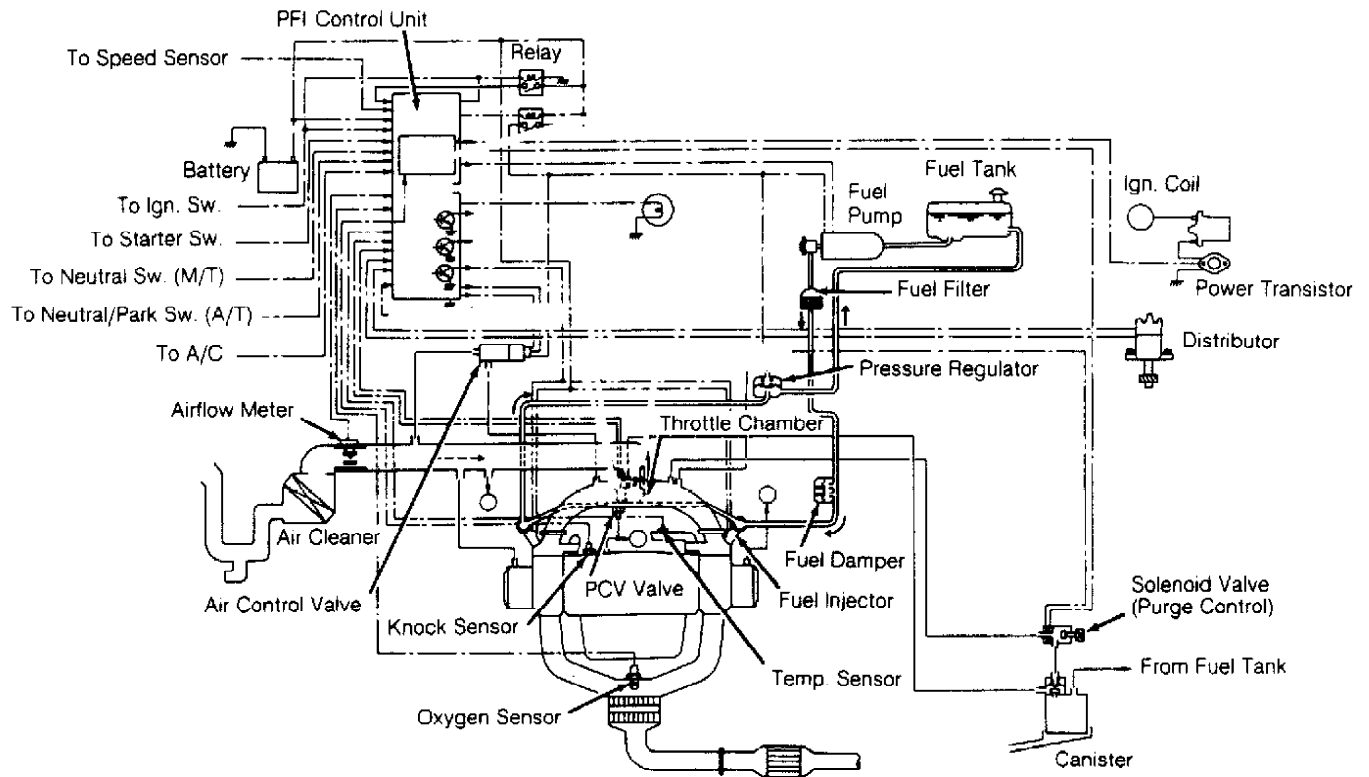 PFI Control Unit
To Speed Sensor
Relay
Battery
Fuel Tank
Fuel
Pump
Ign. Coil
To Ign. Sw.
To Starter Sw.
To Neutral Sw. (M/T)
Fuel Filter
Power Transistor
To Neutral/Park Sw. (A/T)
Distributor
To A/C
Pressure Regulator
Airflow Meter
Throttle Chamber
Air Cleaner
Fuel Damper
PCV Valve
Fuel Injector
Solenoid Valve
(Purge Control)
Air Control Valve
Knock Sensor
From Fuel Tank
Temp. Sensor
Oxygen Sensor
Canister